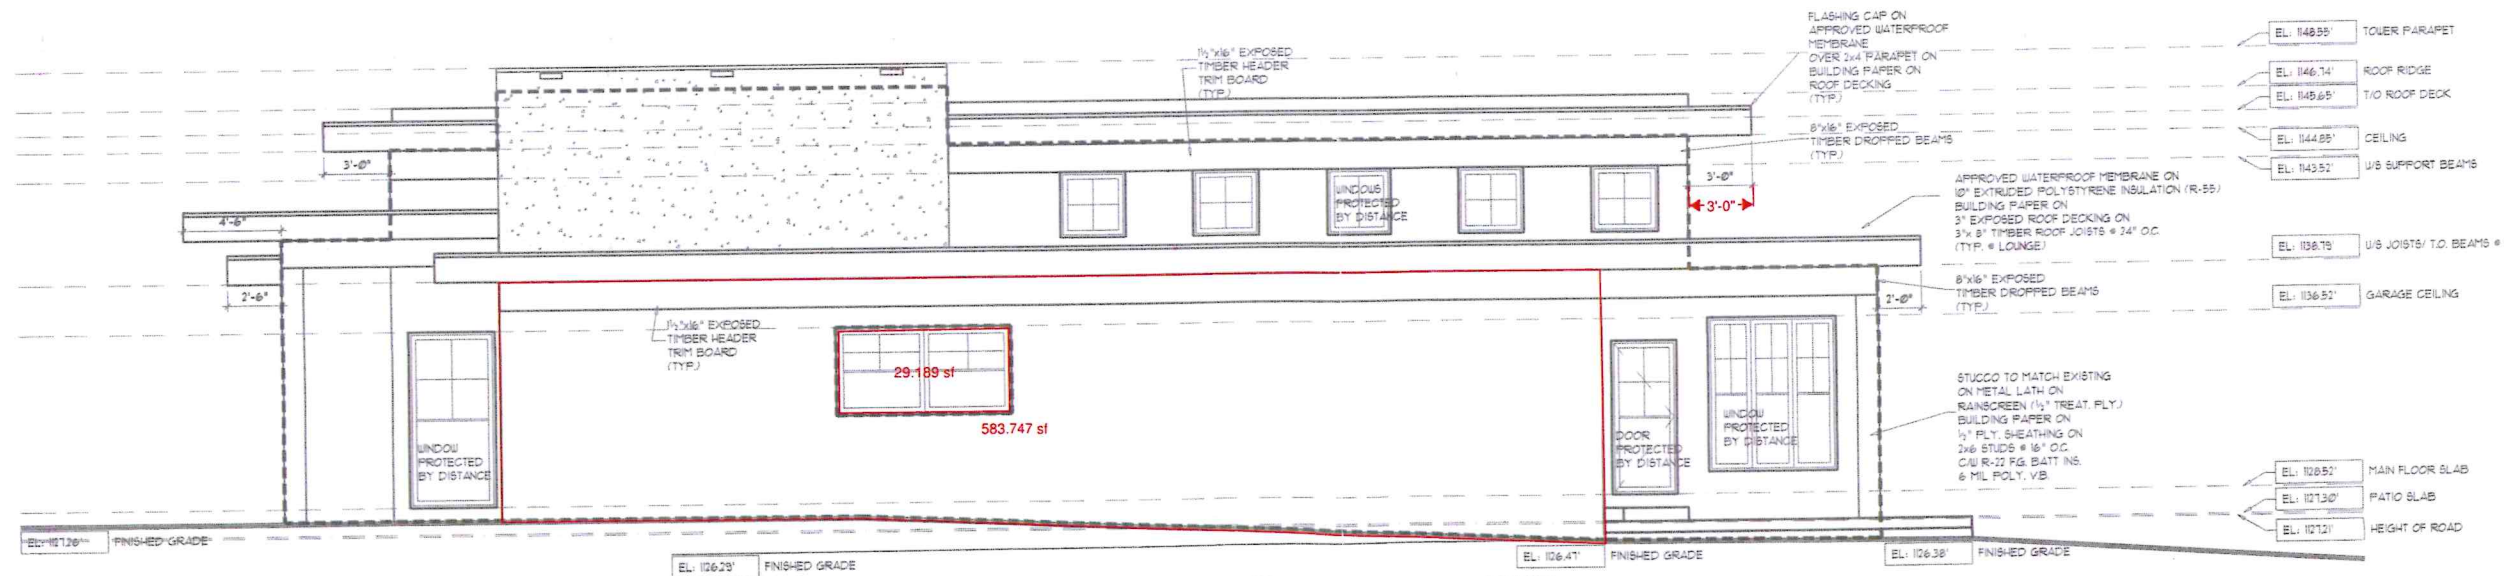 FLASHING CAP ON
APPROVED WATERPROOF
MEMBRANE
OVER 2x4 PARAPET ON
BUILDING PAPER ON
ROOF DECKING
(TYP.)
1½"x16" EXPOSED
TIMBER HEADER
TRIM BOARD
(TYP.)
EL: 1148.55' TOWER PARAPET
EL: 1146.74' ROOF RIDGE
EL: 1145.65' T/O ROOF DECK
EL: 1144.85' CEILING
EL: 1143.52' U/S SUPPORT BEAMS
8"x16" EXPOSED
TIMBER DROPPED BEAMS
(TYP.)
3'-0"
3'-0"
3'-0"
WINDOWS
PROTECTED
BY DISTANCE
APPROVED WATERPROOF MEMBRANE ON
10" EXTRUDED POLYSTYRENE INSULATION (R-55)
BUILDING PAPER ON
3" EXPOSED ROOF DECKING ON
3"x 8" TIMBER ROOF JOISTS @ 24" O.C.
(TYP. @ LOUNGE)
4'-6"
2'-6"
EL: 1138.79' U/S JOISTS/ T.O. BEAMS @
8"x16" EXPOSED
TIMBER DROPPED BEAMS
(TYP.)
2'-0"
EL: 1136.52' GARAGE CEILING
1½"x16" EXPOSED
TIMBER HEADER
TRIM BOARD
(TYP.)
29.189 sf
583.747 sf
WINDOW
PROTECTED
BY DISTANCE
DOOR
PROTECTED
BY DISTANCE
WINDOW
PROTECTED
BY DISTANCE
STUCCO TO MATCH EXISTING
ON METAL LATH ON
RAINSCREEN (½" TREAT. PLY.)
BUILDING PAPER ON
½" PLY. SHEATHING ON
2x6 STUDS @ 16" O.C.
C/W R-22 F.G. BATT INS.
6 MIL POLY. V.B.
EL: 1128.52' MAIN FLOOR SLAB
EL: 1127.30' PATIO SLAB
EL: 1127.21' HEIGHT OF ROAD
EL: 1127.26' FINISHED GRADE
EL: 1126.29' FINISHED GRADE
EL: 1126.47' FINISHED GRADE
EL: 1126.38' FINISHED GRADE